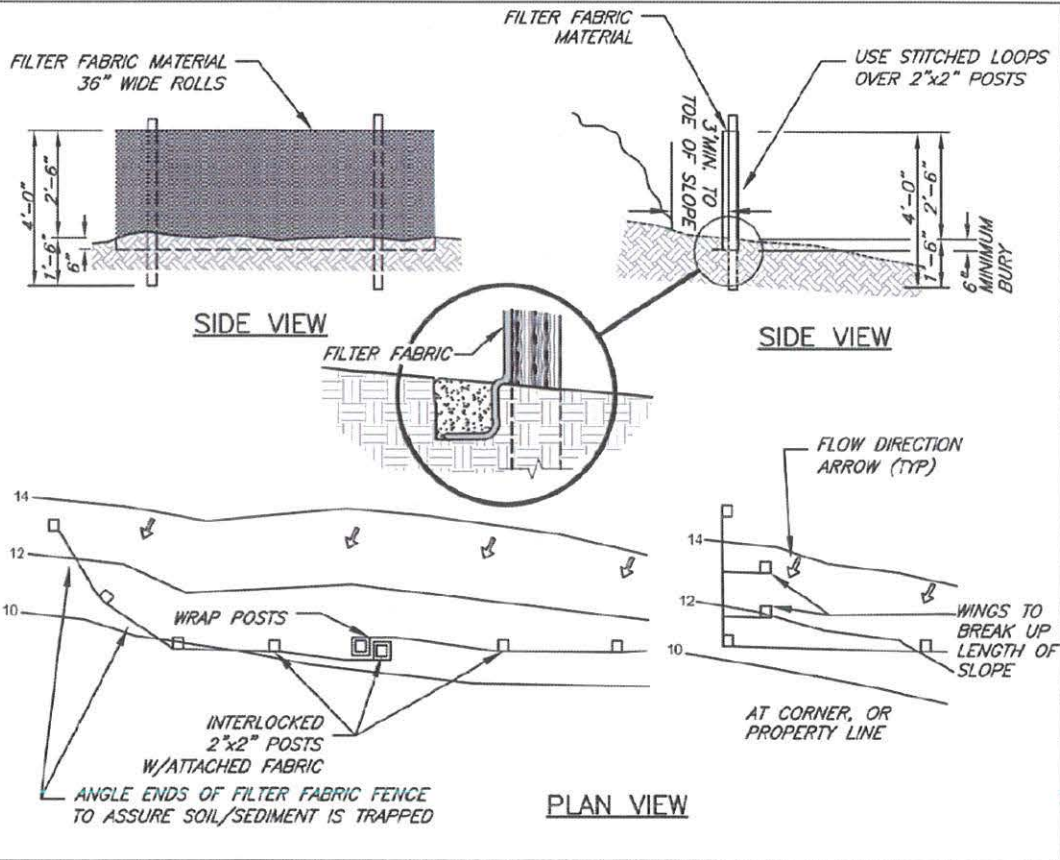 FILTER FABRIC MATERIAL
36" WIDE ROLLS
4'-0"
2'-6"
1'-6"
6"
SIDE VIEW
FILTER FABRIC
MATERIAL
USE STITCHED LOOPS
OVER 2"x2" POSTS
3'MIN. TO
TOE OF SLOPE
4'-0"
2'-6"
1'-6"
6"
MINIMUM
BURY
SIDE VIEW
FILTER FABRIC
14
12
10
WRAP POSTS
INTERLOCKED
2"x2" POSTS
W/ATTACHED FABRIC
ANGLE ENDS OF FILTER FABRIC FENCE
TO ASSURE SOIL/SEDIMENT IS TRAPPED
PLAN VIEW
FLOW DIRECTION
ARROW (TYP)
14
12
10
WINGS TO
BREAK UP
LENGTH OF
SLOPE
AT CORNER, OR
PROPERTY LINE